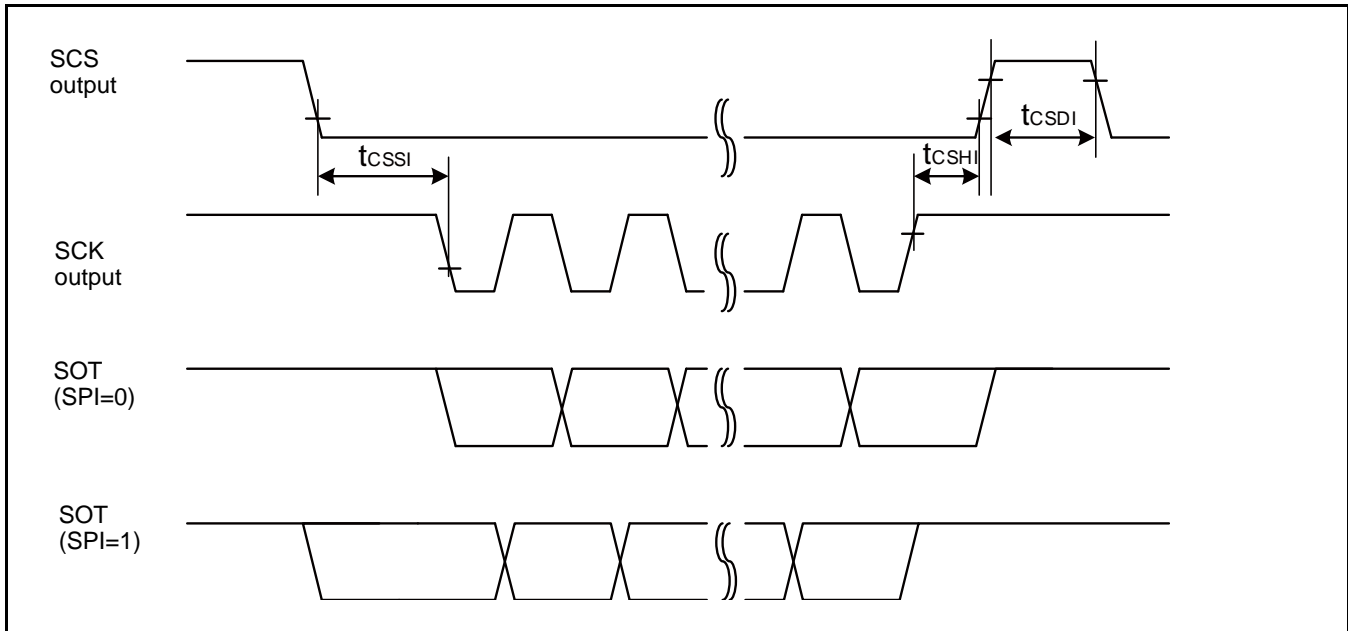 SCS
output
tCSDI
tCSSI
tCSHI
SCK
output
SOT
(SPI=0)
SOT
(SPI=1)